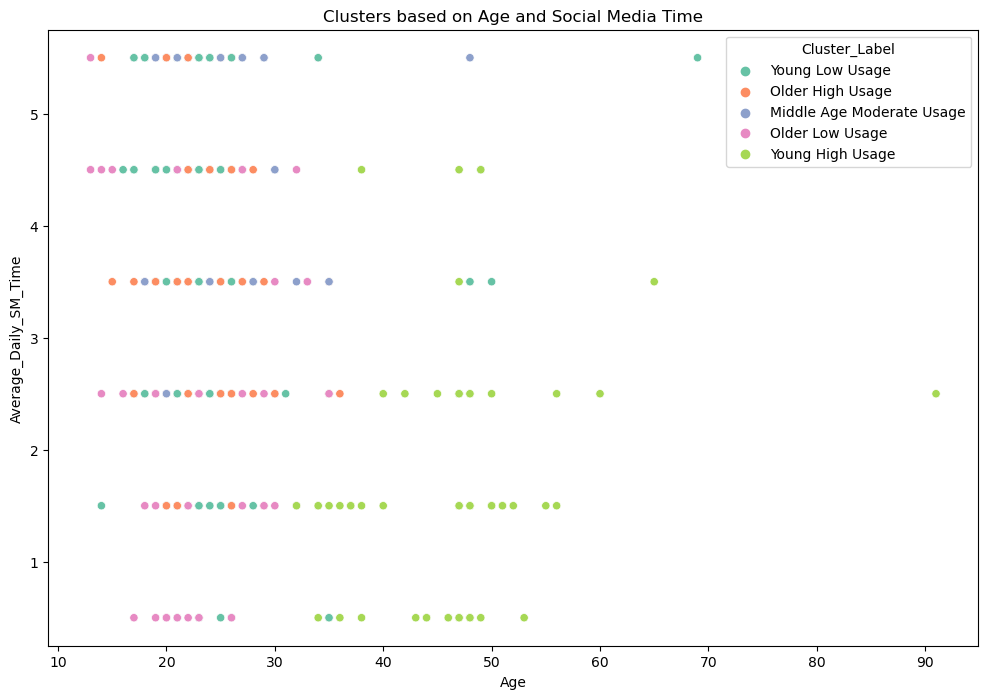 Clusters based on Age and Social Media Time
Cluster_Label
Young Low Usage
Older High Usage
Middle Age Moderate Usage
Older Low Usage
Young High Usage
Average_Daily_SM_Time
5
4
3
2
1
10 20 30 40 50 60 70 80 90
Age